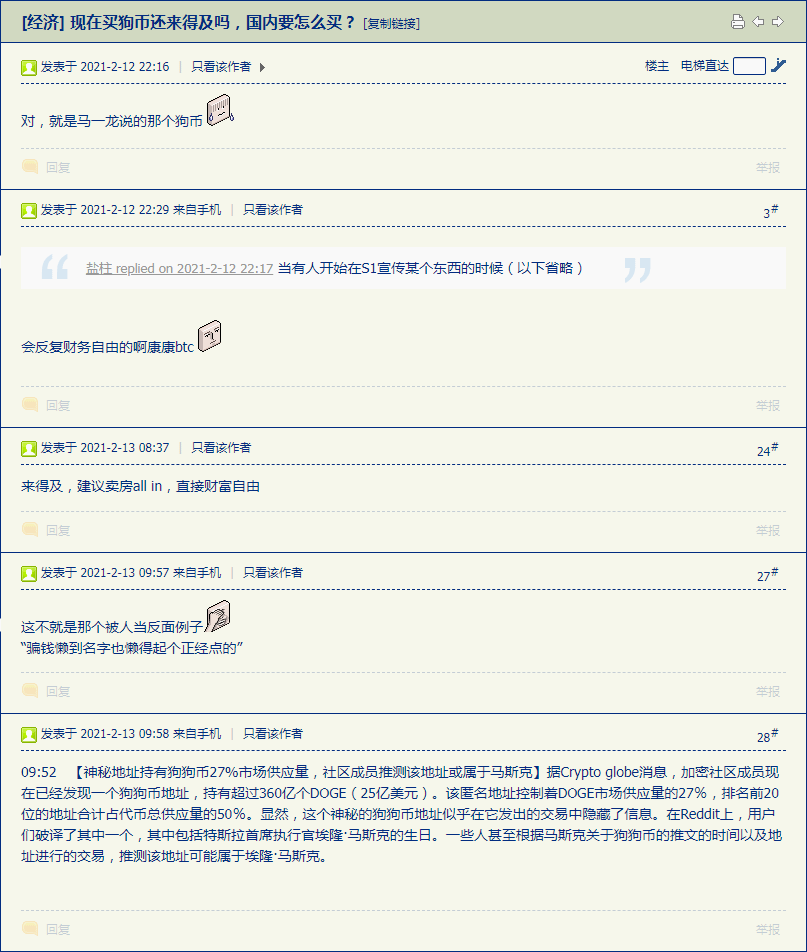 [经济] 现在买狗币还来得及吗，国内要怎么买？ [复制链接]
发表于 2021-2-12 22:16 | 只看该作者 楼主 电梯直达
对，就是马一龙说的那个狗币
回复 举报
发表于 2021-2-12 22:29 来自手机 | 只看该作者 3#
盐柱 replied on 2021-2-12 22:17 当有人开始在S1宣传某个东西的时候（以下省略）
会反复财务自由的啊康康btc
回复 举报
发表于 2021-2-13 08:37 | 只看该作者 24#
来得及，建议卖房all in，直接财富自由
回复 举报
发表于 2021-2-13 09:57 来自手机 | 只看该作者 27#
这不就是那个被人当反面例子
“骗钱懒到名字也懒得起个正经点的”
回复 举报
发表于 2021-2-13 09:58 来自手机 | 只看该作者 28#
09:52 【神秘地址持有狗狗币27%市场供应量，社区成员推测该地址或属于马斯克】据Crypto globe消息，加密社区成员现
在已经发现一个狗狗币地址，持有超过360亿个DOGE（25亿美元）。该匿名地址控制着DOGE市场供应量的27％，排名前20
位的地址合计占代币总供应量的50％。显然，这个神秘的狗狗币地址似乎在它发出的交易中隐藏了信息。在Reddit上，用户
们破译了其中一个，其中包括特斯拉首席执行官埃隆·马斯克的生日。一些人甚至根据马斯克关于狗狗币的推文的时间以及地
址进行的交易，推测该地址可能属于埃隆·马斯克。
回复 举报